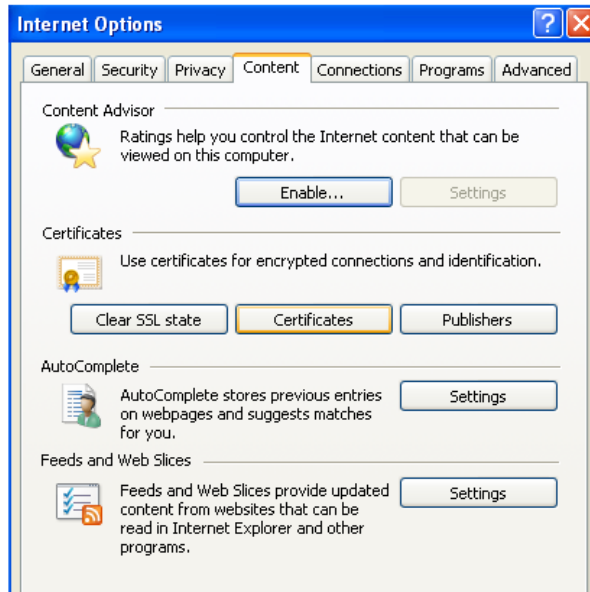 Internet Options
General Security Privacy Content Connections Programs Advanced
Content Advisor
Ratings help you control the Internet content that can be
viewed on this computer.
Enable... Settings
Certificates
Use certificates for encrypted connections and identification.
Clear SSL state Certificates Publishers
AutoComplete
AutoComplete stores previous entries
on webpages and suggests matches
for you.
Settings
Feeds and Web Slices
Feeds and Web Slices provide updated
content from websites that can be
read in Internet Explorer and other
programs.
Settings